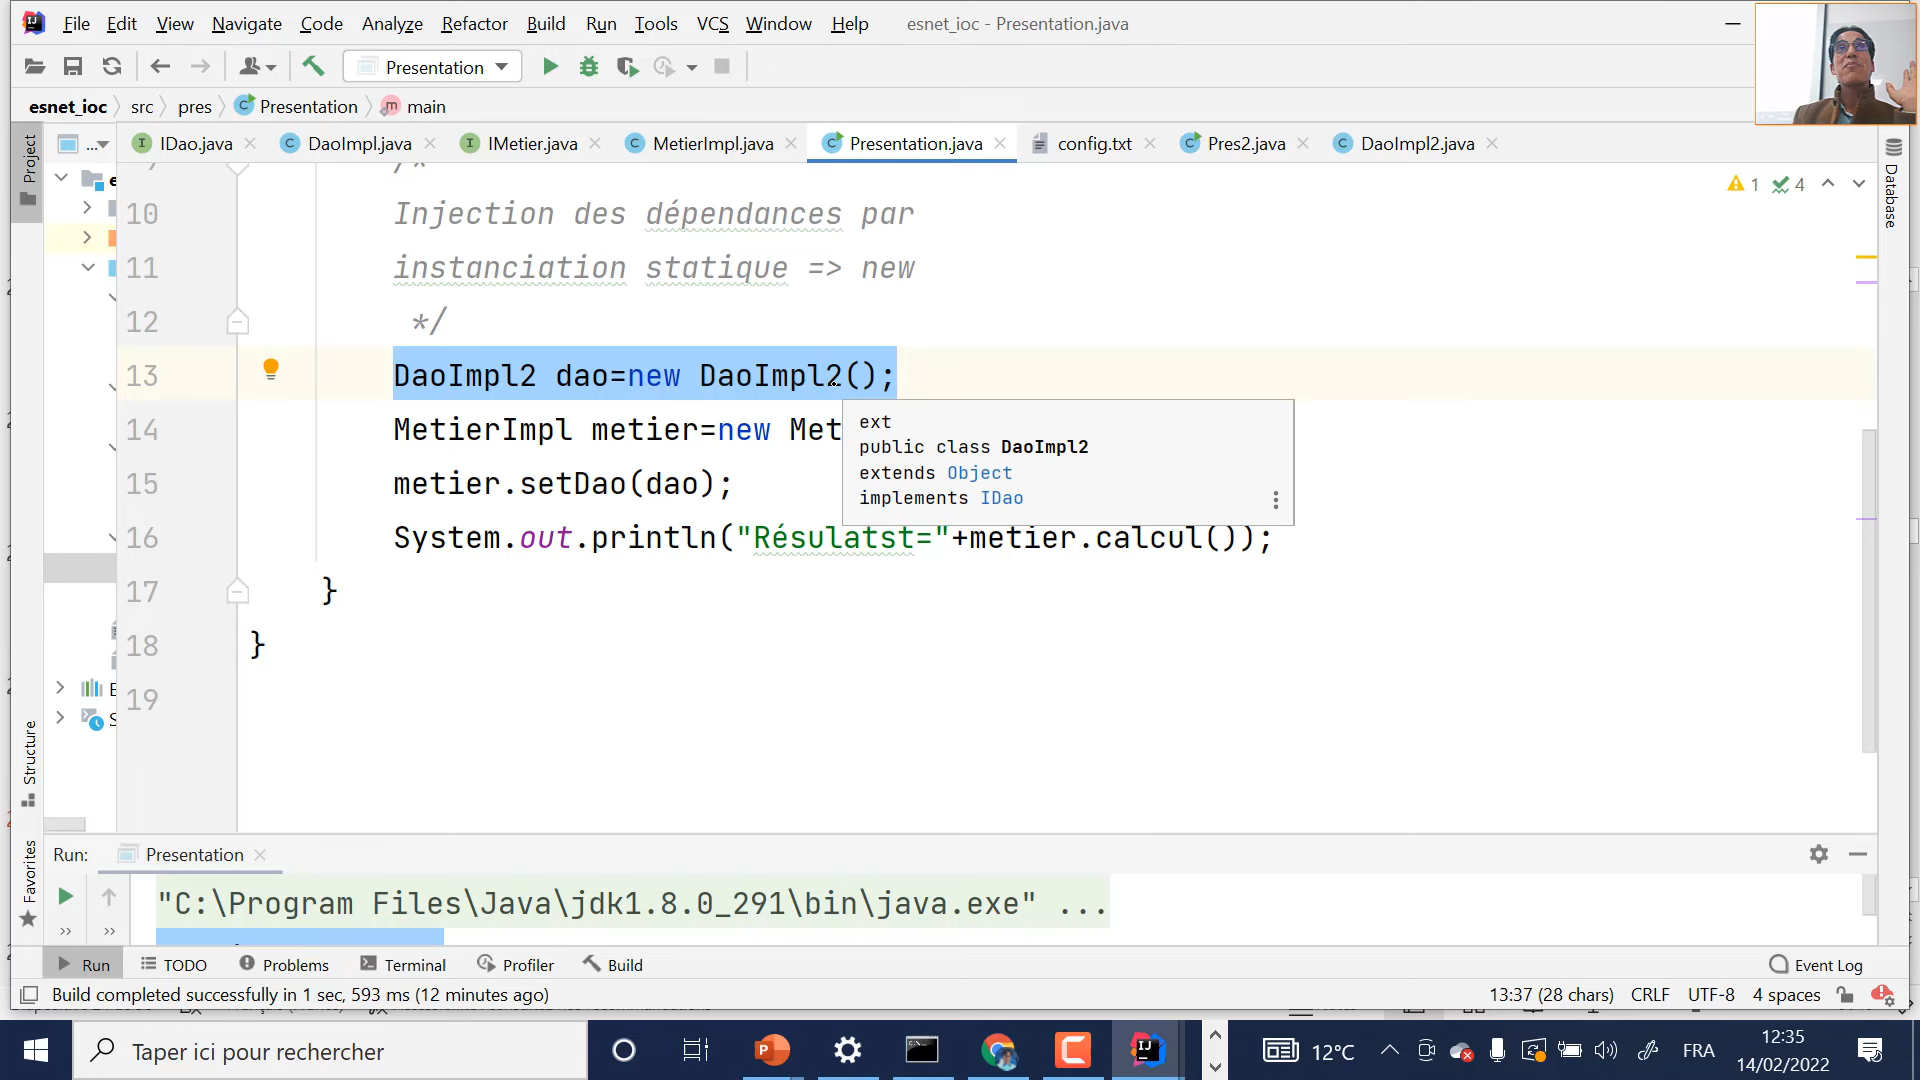 File Edit View Navigate Code Analyze Refactor Build Run Tools VCS Window Help esnet_ioc - Presentation.java
Presentation
esnet_ioc src pres Presentation main
Project
IDao.java DaoImpl.java IMetier.java MetierImpl.java Presentation.java config.txt Pres2.java DaoImpl2.java
Database
1 4
/*
10 Injection des dépendances par
11 instanciation statique => new
12 */
13 DaoImpl2 dao=new DaoImpl2();
14 MetierImpl metier=new Met
15 metier.setDao(dao);
16 System.out.println("Résulatst="+metier.calcul());
17 }
18 }
19
ext
public class DaoImpl2
extends Object
implements IDao
Structure
Favorites
Run: Presentation
"C:\Program Files\Java\jdk1.8.0_291\bin\java.exe" ...
Run TODO Problems Terminal Profiler Build Event Log
Build completed successfully in 1 sec, 593 ms (12 minutes ago) 13:37 (28 chars) CRLF UTF-8 4 spaces
Taper ici pour rechercher 12°C FRA 12:35
14/02/2022